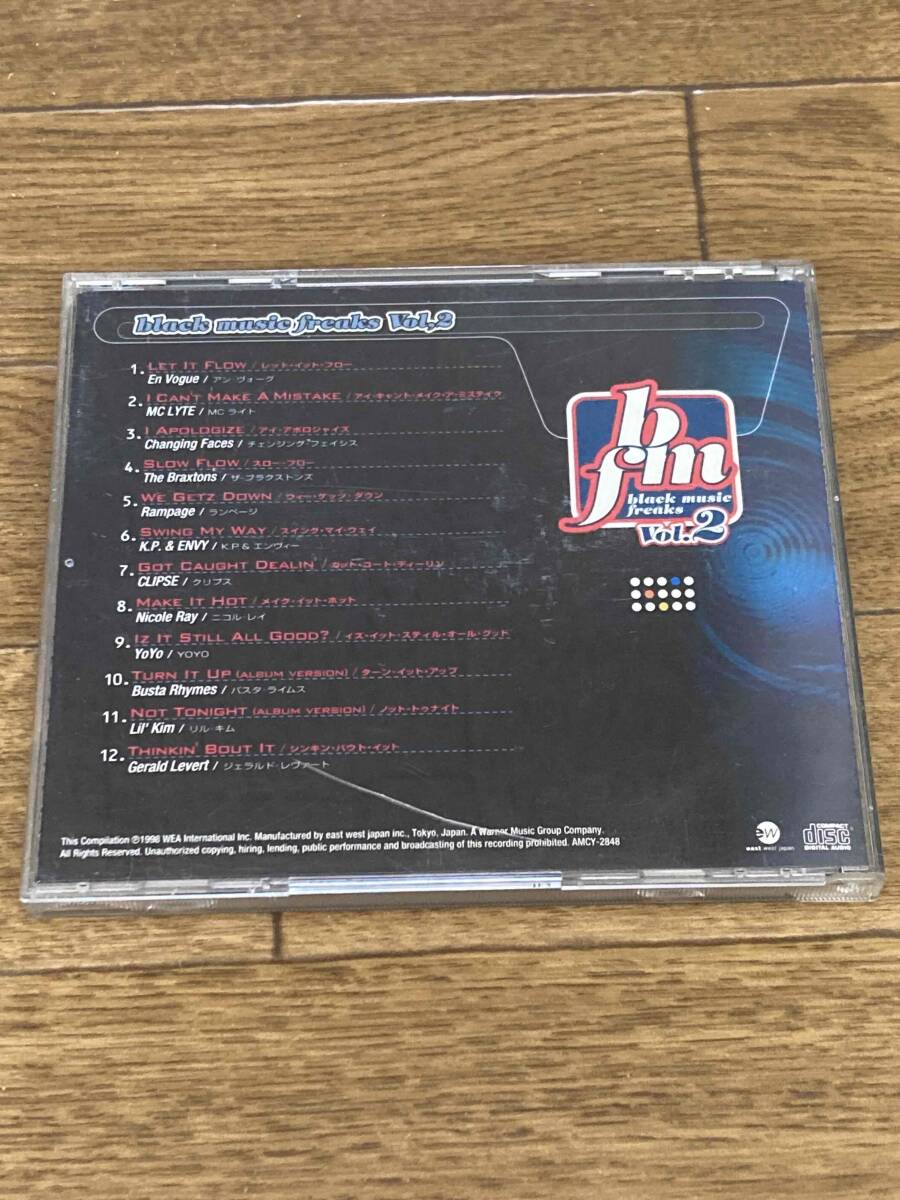 black music freaks Vol,2
1. LET IT FLOW / レット・イット・フロー
En Vogue / アン・ヴォーグ
2. I CAN'T MAKE A MISTAKE / アイ・キャント・メイク・ア・ミステイク
MC LYTE / MC ライト
3. I APOLOGIZE / アイ・アポロジャイズ
Changing Faces / チェンジング・フェイシス
4. SLOW FLOW / スロー・フロー
The Braxtons / ザ・ブラクストンズ
5. WE GETZ DOWN / ウィー・ゲッツ・ダウン
Rampage / ランページ
6. SWING MY WAY / スイング・マイ・ウェイ
K.P. & ENVY / K.P & エンヴィー
7. GOT CAUGHT DEALIN / ガット・コート・ディーリン
CLIPSE / クリプス
8. MAKE IT HOT / メイク・イット・ホット
Nicole Ray / ニコル・レイ
9. IZ IT STILL ALL GOOD? / イズ・イット・スティル・オール・グッド
YoYo / YOYO
10. TURN IT UP (ALBUM VERSION) / ターン・イット・アップ
Busta Rhymes / バスタ・ライムス
11. NOT TONIGHT (ALBUM VERSION) / ノット・トゥナイト
Lil' Kim / リル・キム
12. THINKIN' BOUT IT / シンキン・バウト・イット
Gerald Levert / ジェラルド・レヴァート
bfm
black music
freaks
Vol.2
This Compilation ℗1998 WEA International Inc. Manufactured by east west japan inc., Tokyo, Japan. A Warner Music Group Company.
All Rights Reserved. Unauthorized copying, hiring, lending, public performance and broadcasting of this recording prohibited. AMCY-2848
ew
east west japan
COMPACT
disc
DIGITAL AUDIO